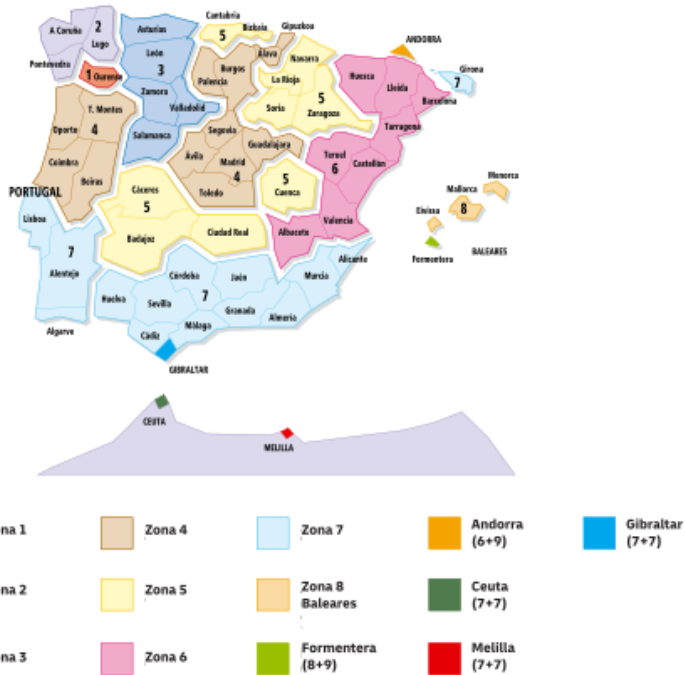 Cantabria
Gipuzkoa
A Coruña
2
Asturias
5
Bizkaia
Lugo
ANDORRA
León
Álava
Navarra
Pontevedra
Burgos
Girona
1 Ourense
3
Palencia
La Rioja
Huesca
7
Zamora
5
Lleida
T. Montes
Valladolid
Soria
Zaragoza
Barcelona
Oporto
4
Salamanca
Segovia
Tarragona
Guadalajara
Coimbra
Ávila
Madrid
Teruel
Castellón
6
Menorca
Beiras
4
5
Mallorca
PORTUGAL
Cáceres
Toledo
Cuenca
5
Eivissa
8
Lisboa
Valencia
Badajoz
Ciudad Real
Albacete
7
Formentera
BALEARES
Alicante
Alentejo
Córdoba
Jaén
Murcia
Huelva
Sevilla
7
Granada
Almería
Algarve
Cádiz
Málaga
GIBRALTAR
CEUTA
MELILLA
na 1
Zona 4
Zona 7
Andorra
(6+9)
Gibraltar
(7+7)
na 2
Zona 5
Zona 8
Baleares
Ceuta
(7+7)
na 3
Zona 6
Formentera
(8+9)
Melilla
(7+7)